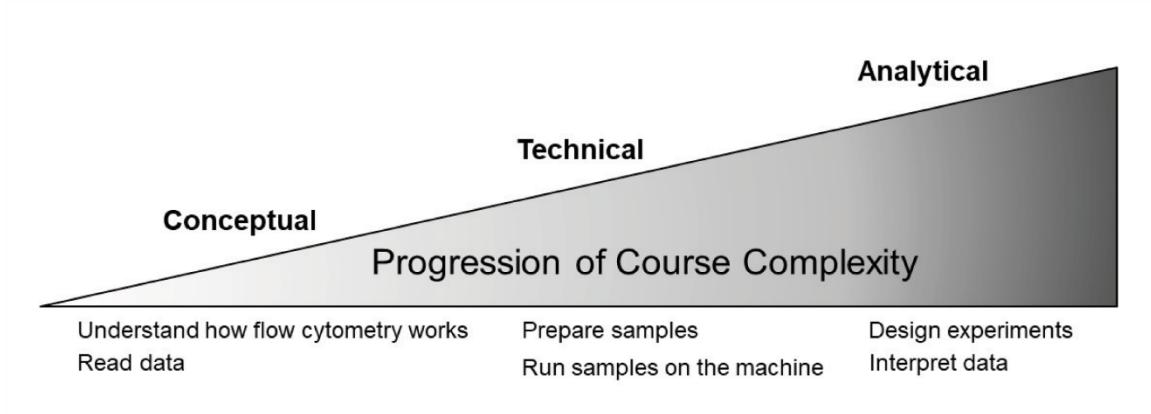 Analytical
Technical
Conceptual
Progression of Course Complexity
Understand how flow cytometry works
Read data
Prepare samples
Run samples on the machine
Design experiments
Interpret data